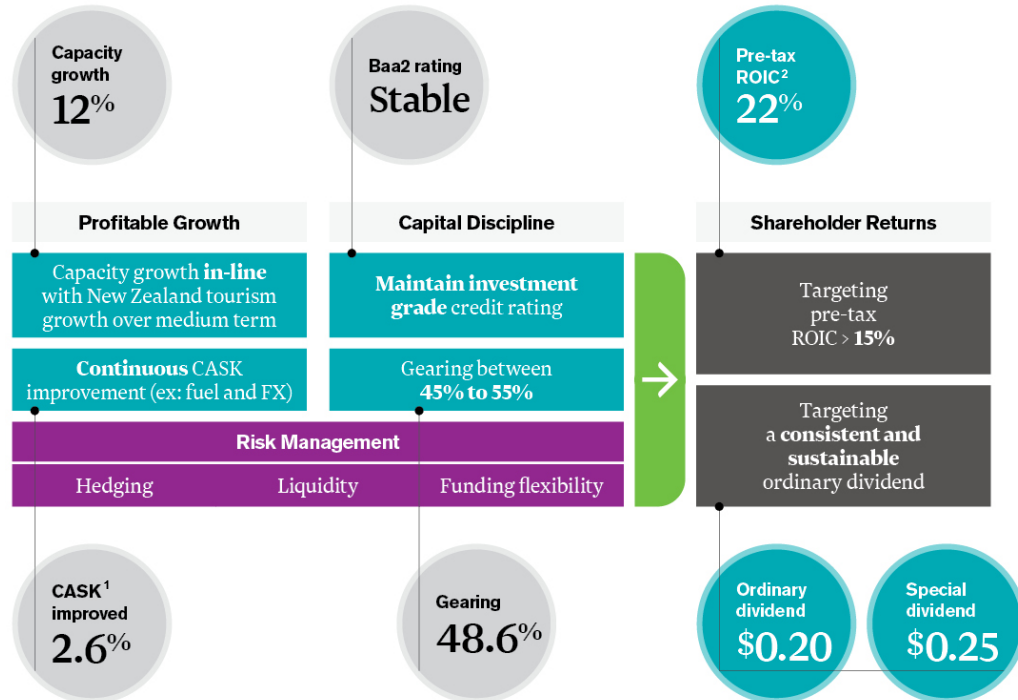 Capacity
growth
12%
Baa2 rating
Stable
Pre-tax
ROIC²
22%
Profitable Growth
Capital Discipline
Shareholder Returns
Capacity growth in-line
with New Zealand tourism
growth over medium term
Maintain investment
grade credit rating
Targeting
pre-tax
ROIC > 15%
Continuous CASK
improvement (ex: fuel and FX)
Gearing between
45% to 55%
Targeting
a consistent and
sustainable
ordinary dividend
Risk Management
Hedging
Liquidity
Funding flexibility
CASK¹
improved
2.6%
Gearing
48.6%
Ordinary
dividend
$0.20
Special
dividend
$0.25